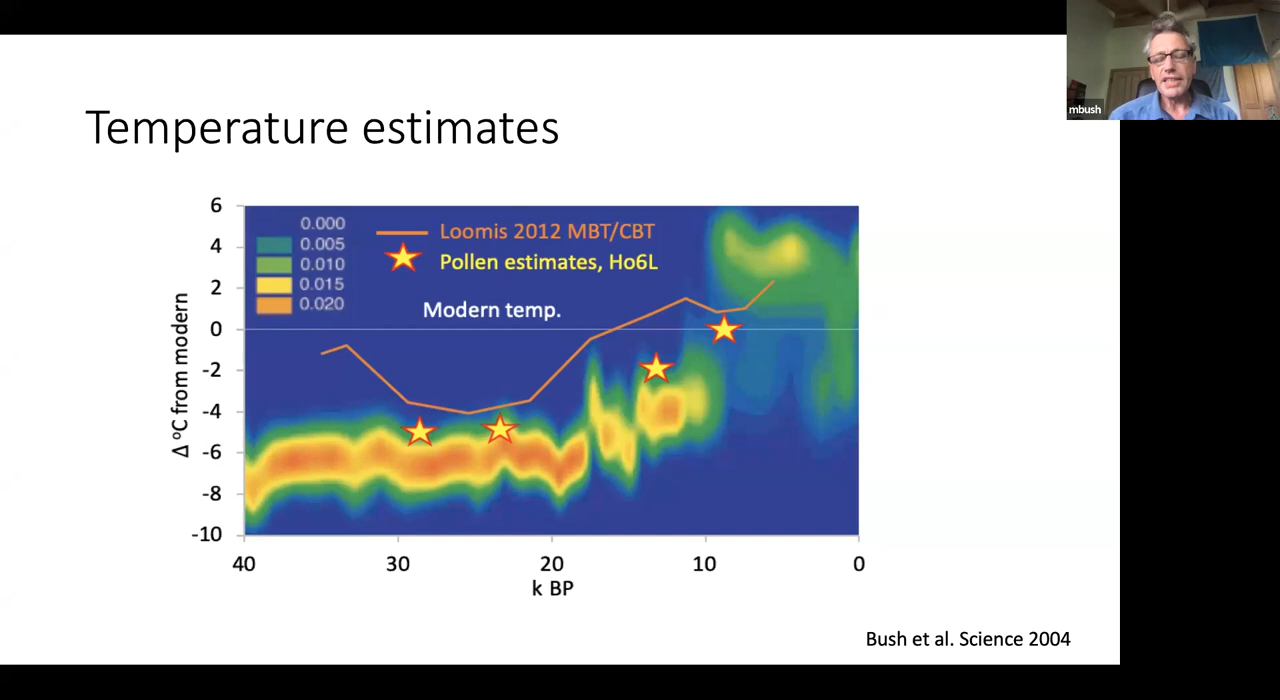 mbush
Temperature estimates
6
4
2
0
-2
-4
-6
-8
-10
Δ ºC from modern
0.000
0.005
0.010
0.015
0.020
Loomis 2012 MBT/CBT
Pollen estimates, Ho6L
Modern temp.
40
30
20
10
0
k BP
Bush et al. Science 2004